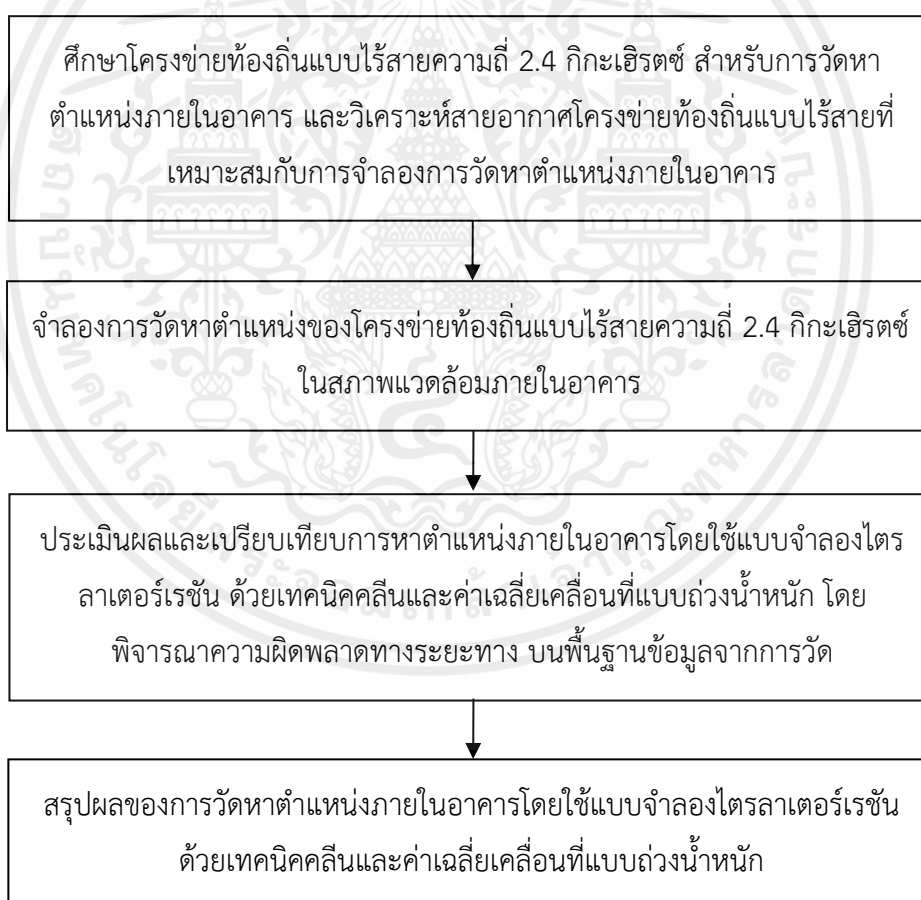 ศึกษาโครงข่ายท้องถิ่นแบบไร้สายความถี่ 2.4 กิกะเฮิรตซ์ สำหรับการวัดหา
ตำแหน่งภายในอาคาร และวิเคราะห์สายอากาศโครงข่ายท้องถิ่นแบบไร้สายที่
เหมาะสมกับการจำลองการวัดหาตำแหน่งภายในอาคาร
จำลองการวัดหาตำแหน่งของโครงข่ายท้องถิ่นแบบไร้สายความถี่ 2.4 กิกะเฮิรตซ์
ในสภาพแวดล้อมภายในอาคาร
ประเมินผลและเปรียบเทียบการหาตำแหน่งภายในอาคารโดยใช้แบบจำลองไตร
ลาเตอร์เรชัน ด้วยเทคนิคคลีนและค่าเฉลี่ยเคลื่อนที่แบบถ่วงน้ำหนัก โดย
พิจารณาความผิดพลาดทางระยะทาง บนพื้นฐานข้อมูลจากการวัด
สรุปผลของการวัดหาตำแหน่งภายในอาคารโดยใช้แบบจำลองไตรลาเตอร์เรชัน
ด้วยเทคนิคคลีนและค่าเฉลี่ยเคลื่อนที่แบบถ่วงน้ำหนัก